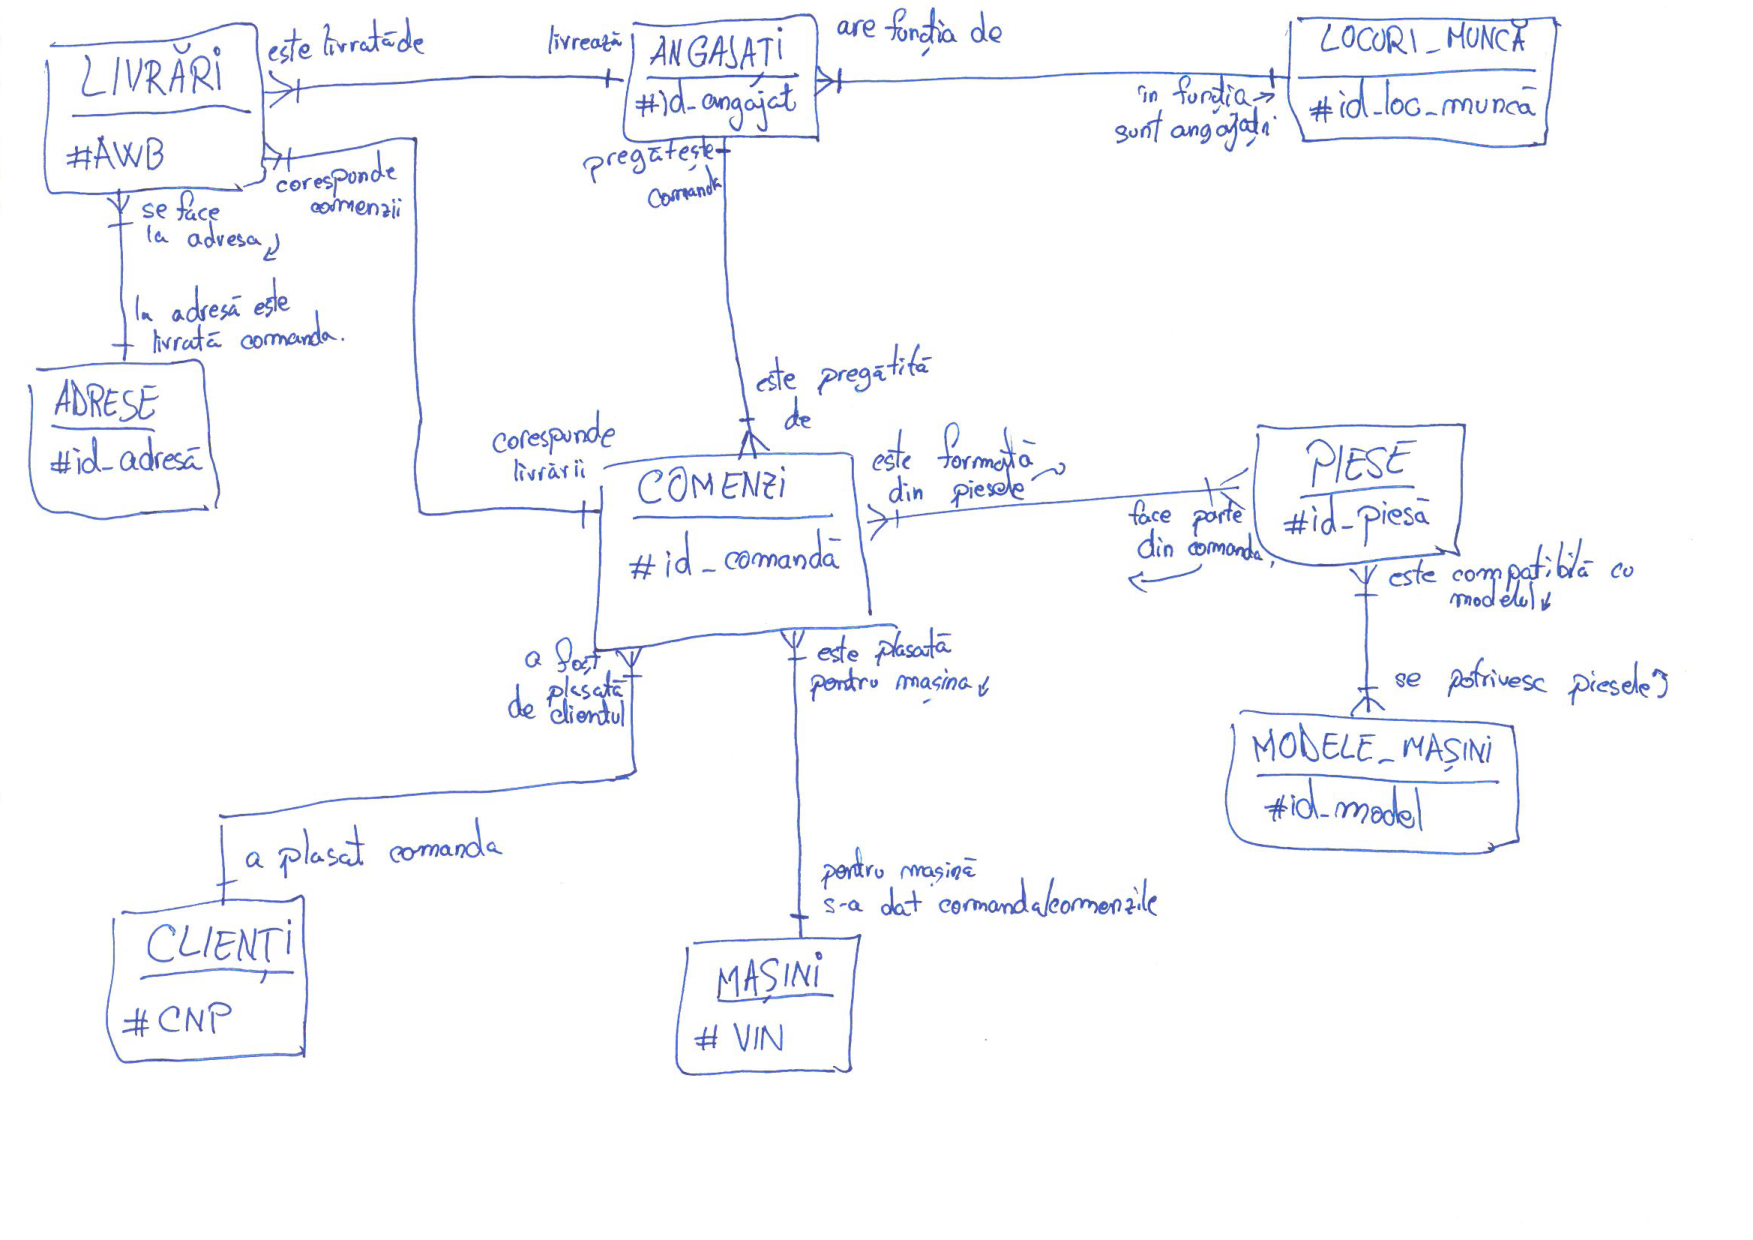 LIVRĂRI
#AWB
este livrată de
livrează
ANGAJAȚI
#id_angajat
are funcția de
în funcția →
sunt angajați
LOCURI_MUNCĂ
#id_loc_muncă
corespunde
comenzii
pregătește
comanda
se face
la adresa
la adresă este
livrată comanda.
ADRESE
#id_adresă
este pregătită
de
corespunde
livrării
COMENZI
#id_comandă
este formată
din piesele
face parte
din comanda
PIESE
#id_piesă
este compatibilă cu
modelul
se potrivesc piesele
MODELE_MAȘINI
#id_model
a fost
plasată
de clientul
este plasată
pentru mașina
a plasat comanda
CLIENȚI
#CNP
pentru mașină
s-a dat comanda/comenzile
MAȘINI
# VIN